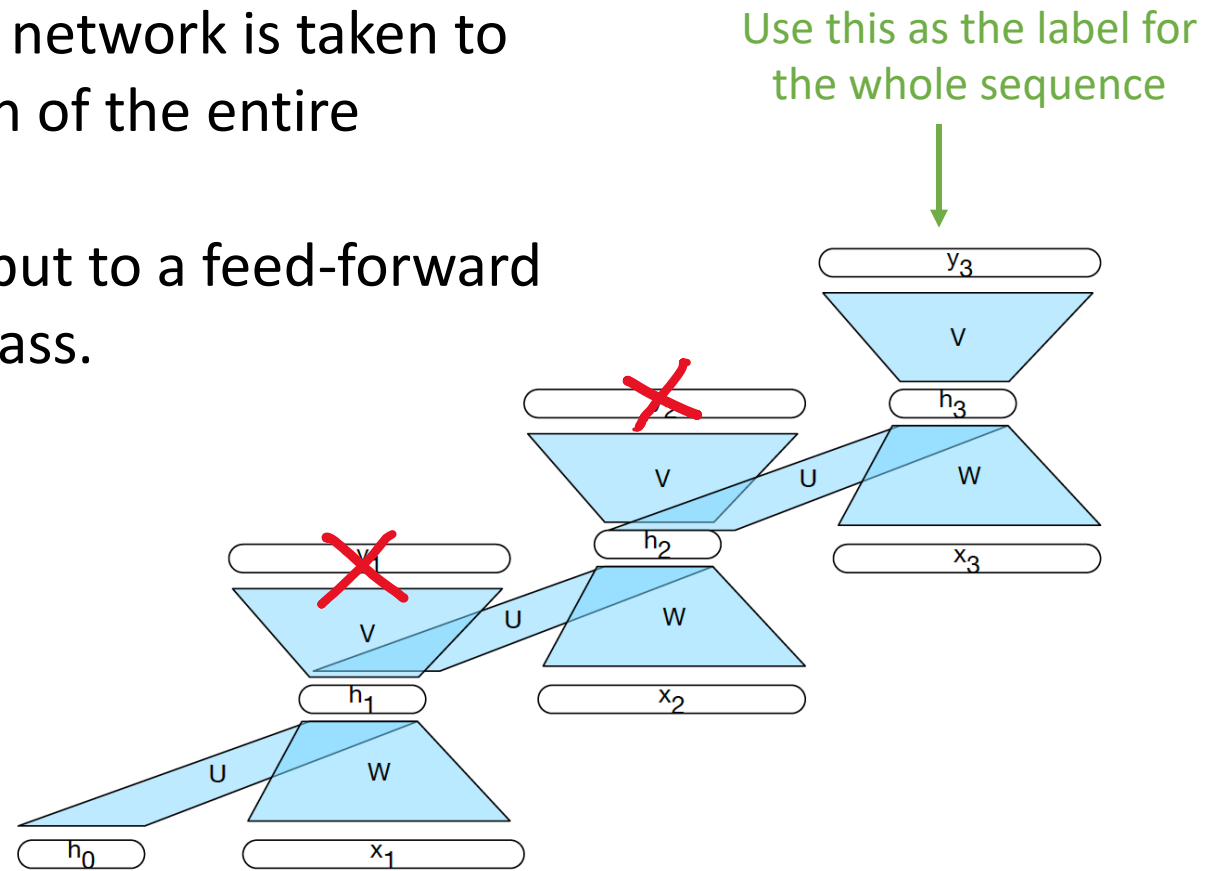 network is taken to
n of the entire
put to a feed-forward
ass.
Use this as the label for
the whole sequence
y3
V
h3
U
W
x3
V
h2
U
W
x2
y1
V
h1
U
W
x1
h0